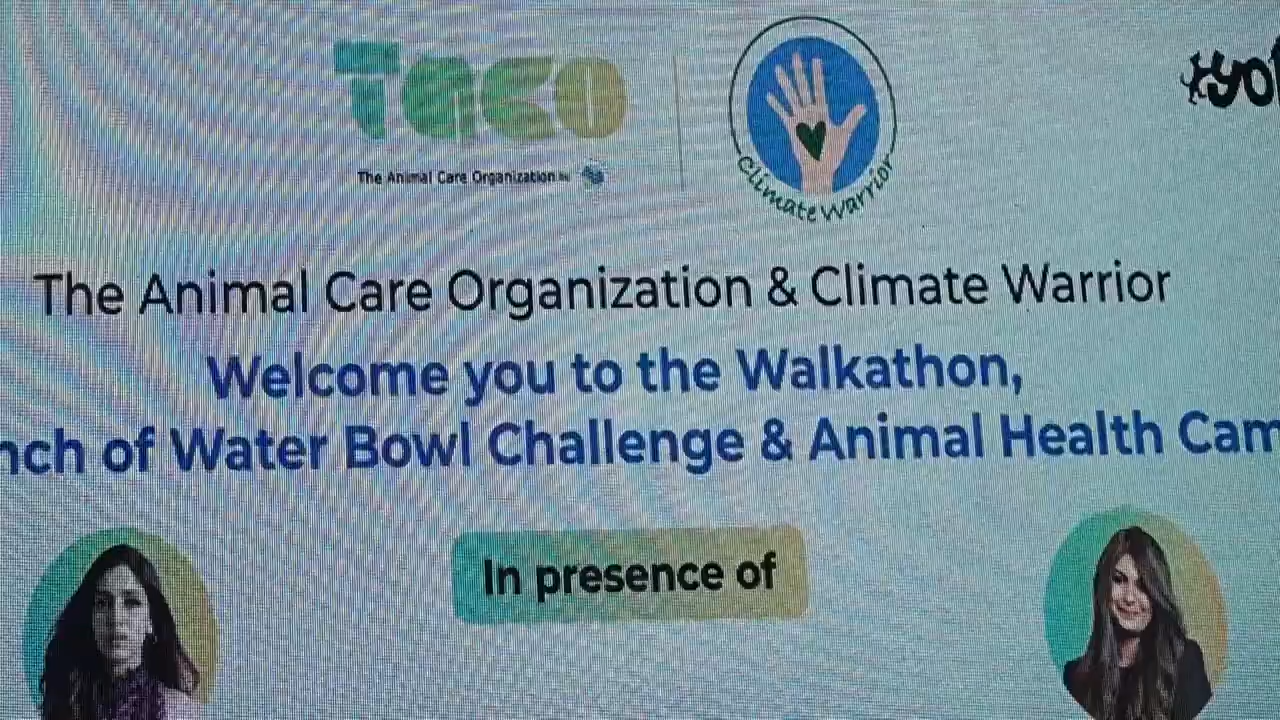 Taco
The Animal Care Organization
Climate Warrior
The Animal Care Organization & Climate Warrior
Welcome you to the Walkathon,
nch of Water Bowl Challenge & Animal Health Cam
In presence of